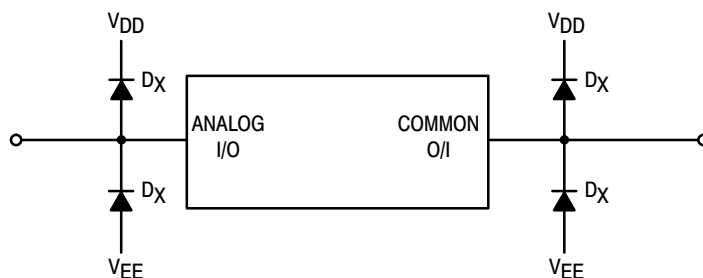 VDD
VDD
DX
DX
ANALOG
I/O
COMMON
O/I
DX
DX
VEE
VEE